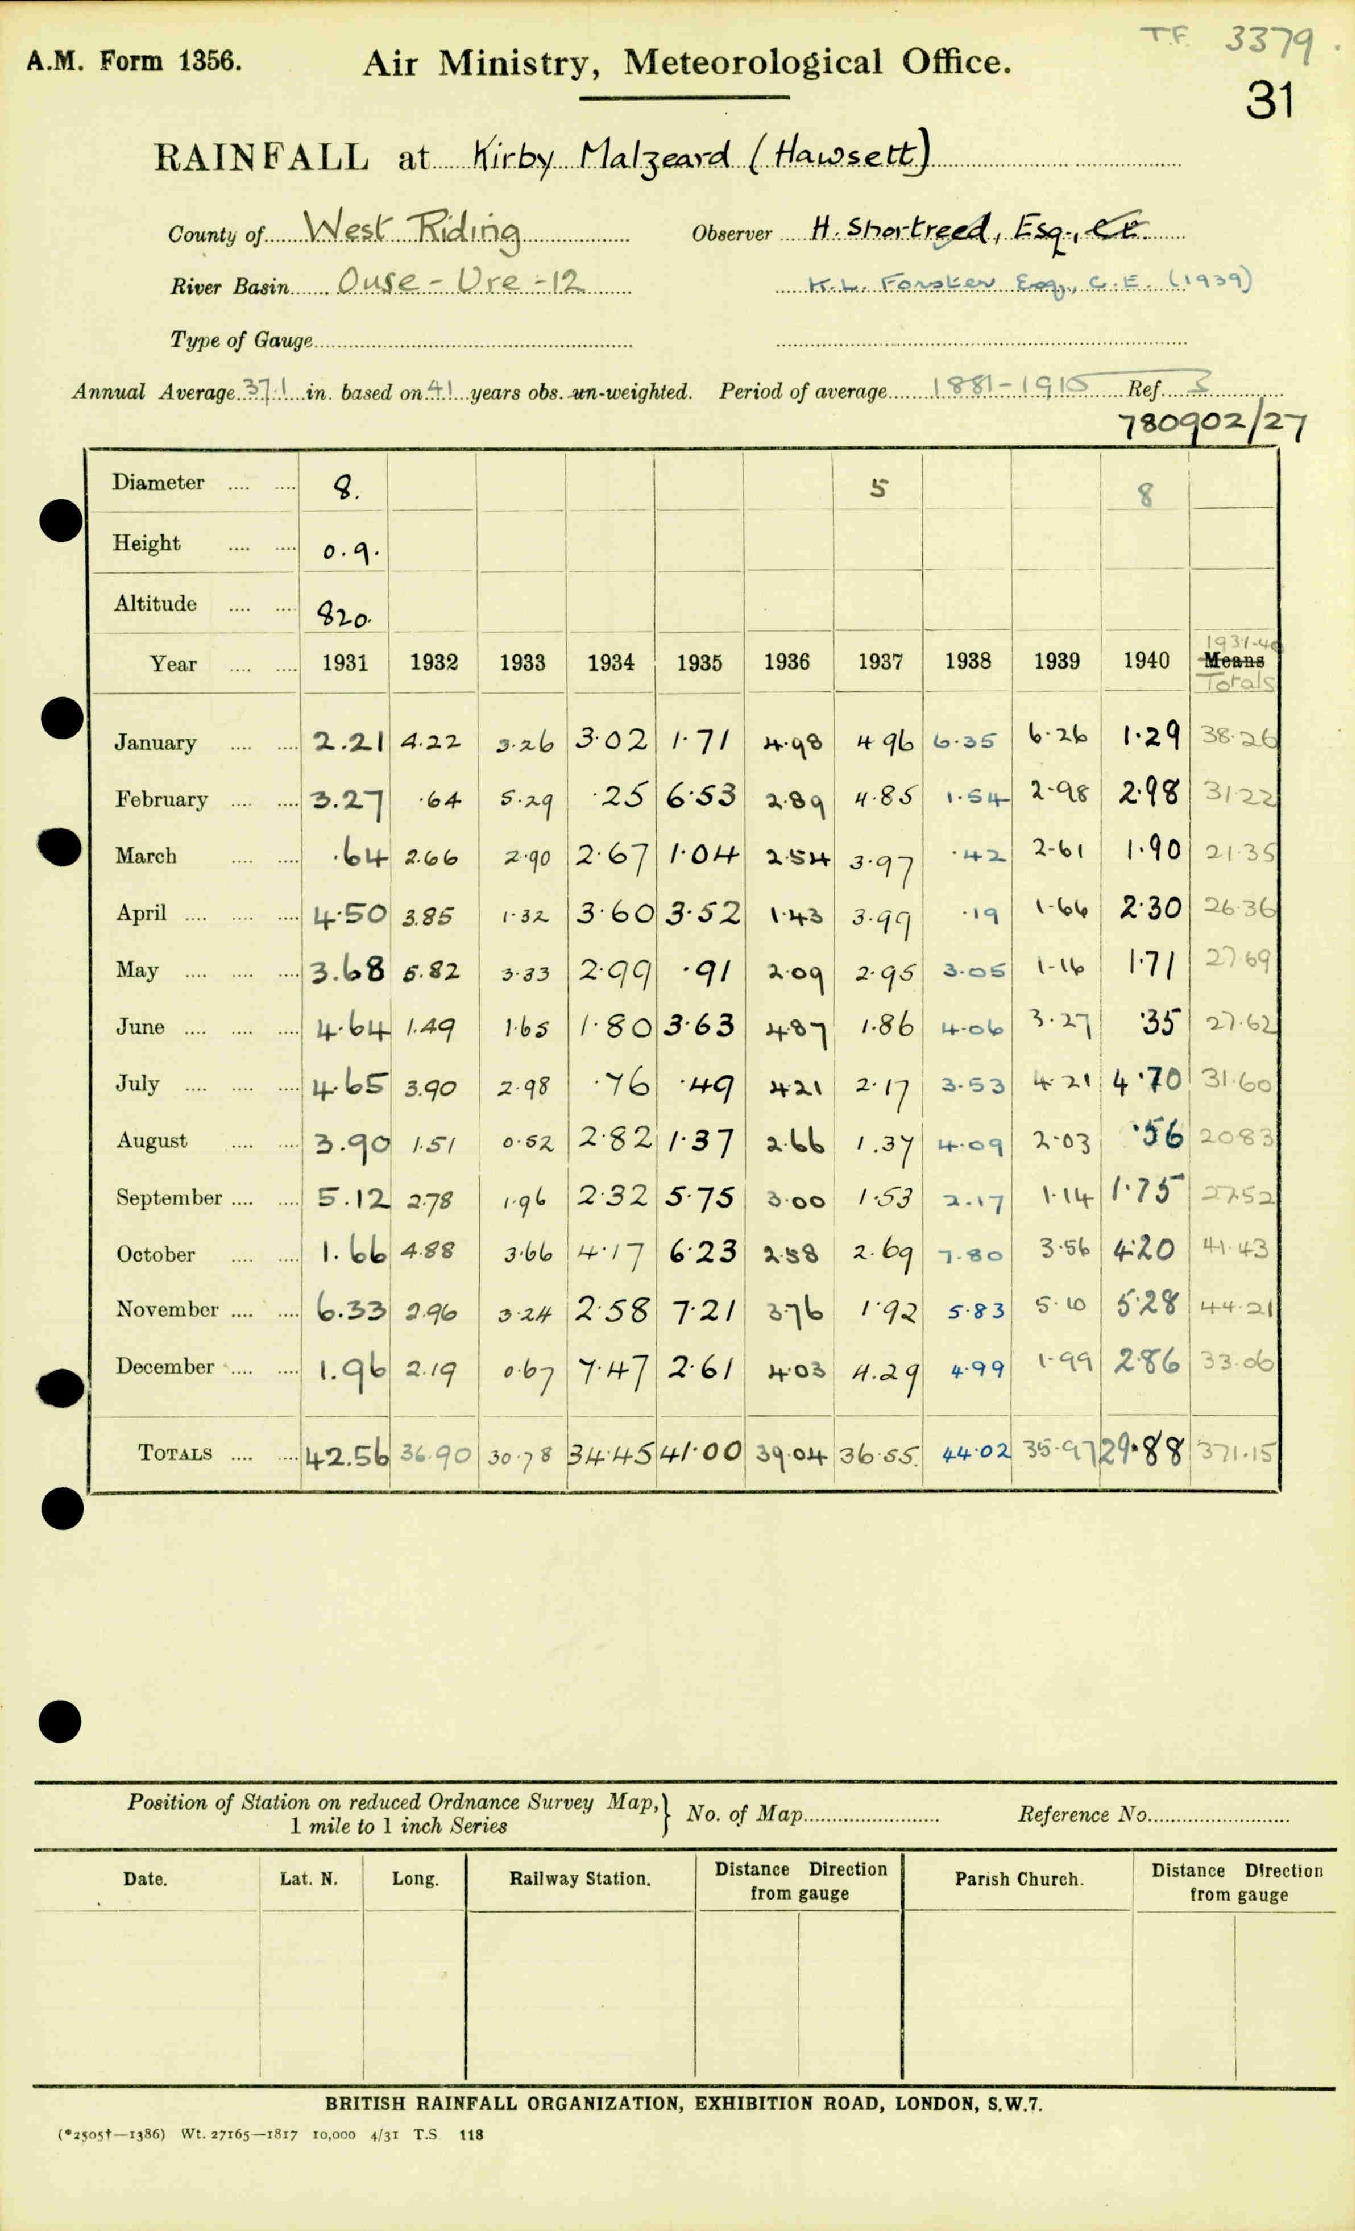 T.F. 3379.
A.M. Form 1356. Air Ministry, Meteorological Office.
31
RAINFALL at Kirby Malzeard (Hawsett)
County of West Riding Observer H. Shortreed, Esq., C.E.
River Basin Ouse - Ure - 12 K.L. Forster Esq., C.E. (1939)
Type of Gauge
Annual Average 37.1 in. based on 41 years obs. un-weighted. Period of average 1881-1915 Ref. S
780902/27
Diameter 8. 5 8
Height 0.9.
Altitude 820.
1931-40
Year 1931 1932 1933 1934 1935 1936 1937 1938 1939 1940 Means
Totals
January 2.21 4.22 3.26 3.02 1.71 4.98 4.96 6.35 6.26 1.29 38.26
February 3.27 .64 5.29 .25 6.53 2.89 4.85 1.54 2.98 2.98 31.22
March .64 2.66 2.90 2.67 1.04 2.54 3.97 .42 2.61 1.90 21.35
April 4.50 3.85 1.32 3.60 3.52 1.43 3.99 .19 1.66 2.30 26.36
May 3.68 5.82 3.33 2.99 .91 2.09 2.95 3.05 1.16 1.71 27.69
June 4.64 1.49 1.65 1.80 3.63 4.87 1.86 4.06 3.27 .35 27.62
July 4.65 3.90 2.98 .76 .49 4.21 2.17 3.53 4.21 4.70 31.60
August 3.90 1.51 0.52 2.82 1.37 2.66 1.37 4.09 2.03 .56 20.83
September 5.12 2.78 1.96 2.32 5.75 3.00 1.53 2.17 1.14 1.75 27.52
October 1.66 4.88 3.66 4.17 6.23 2.58 2.69 7.80 3.56 4.20 41.43
November 6.33 2.96 3.24 2.58 7.21 3.76 1.92 5.83 5.10 5.28 44.21
December 1.96 2.19 0.67 7.47 2.61 4.03 4.29 4.99 1.99 2.86 33.06
TOTALS 42.56 36.90 30.78 34.45 41.00 39.04 36.55 44.02 35.97 29.88 371.15
Position of Station on reduced Ordnance Survey Map, 1 mile to 1 inch Series } No. of Map Reference No.
Date. Lat. N. Long. Railway Station. Distance Direction from gauge Parish Church. Distance Direction from gauge
BRITISH RAINFALL ORGANIZATION, EXHIBITION ROAD, LONDON, S.W.7.
(*2505†—1386) Wt. 27165—1817 10,000 4/31 T.S. 118